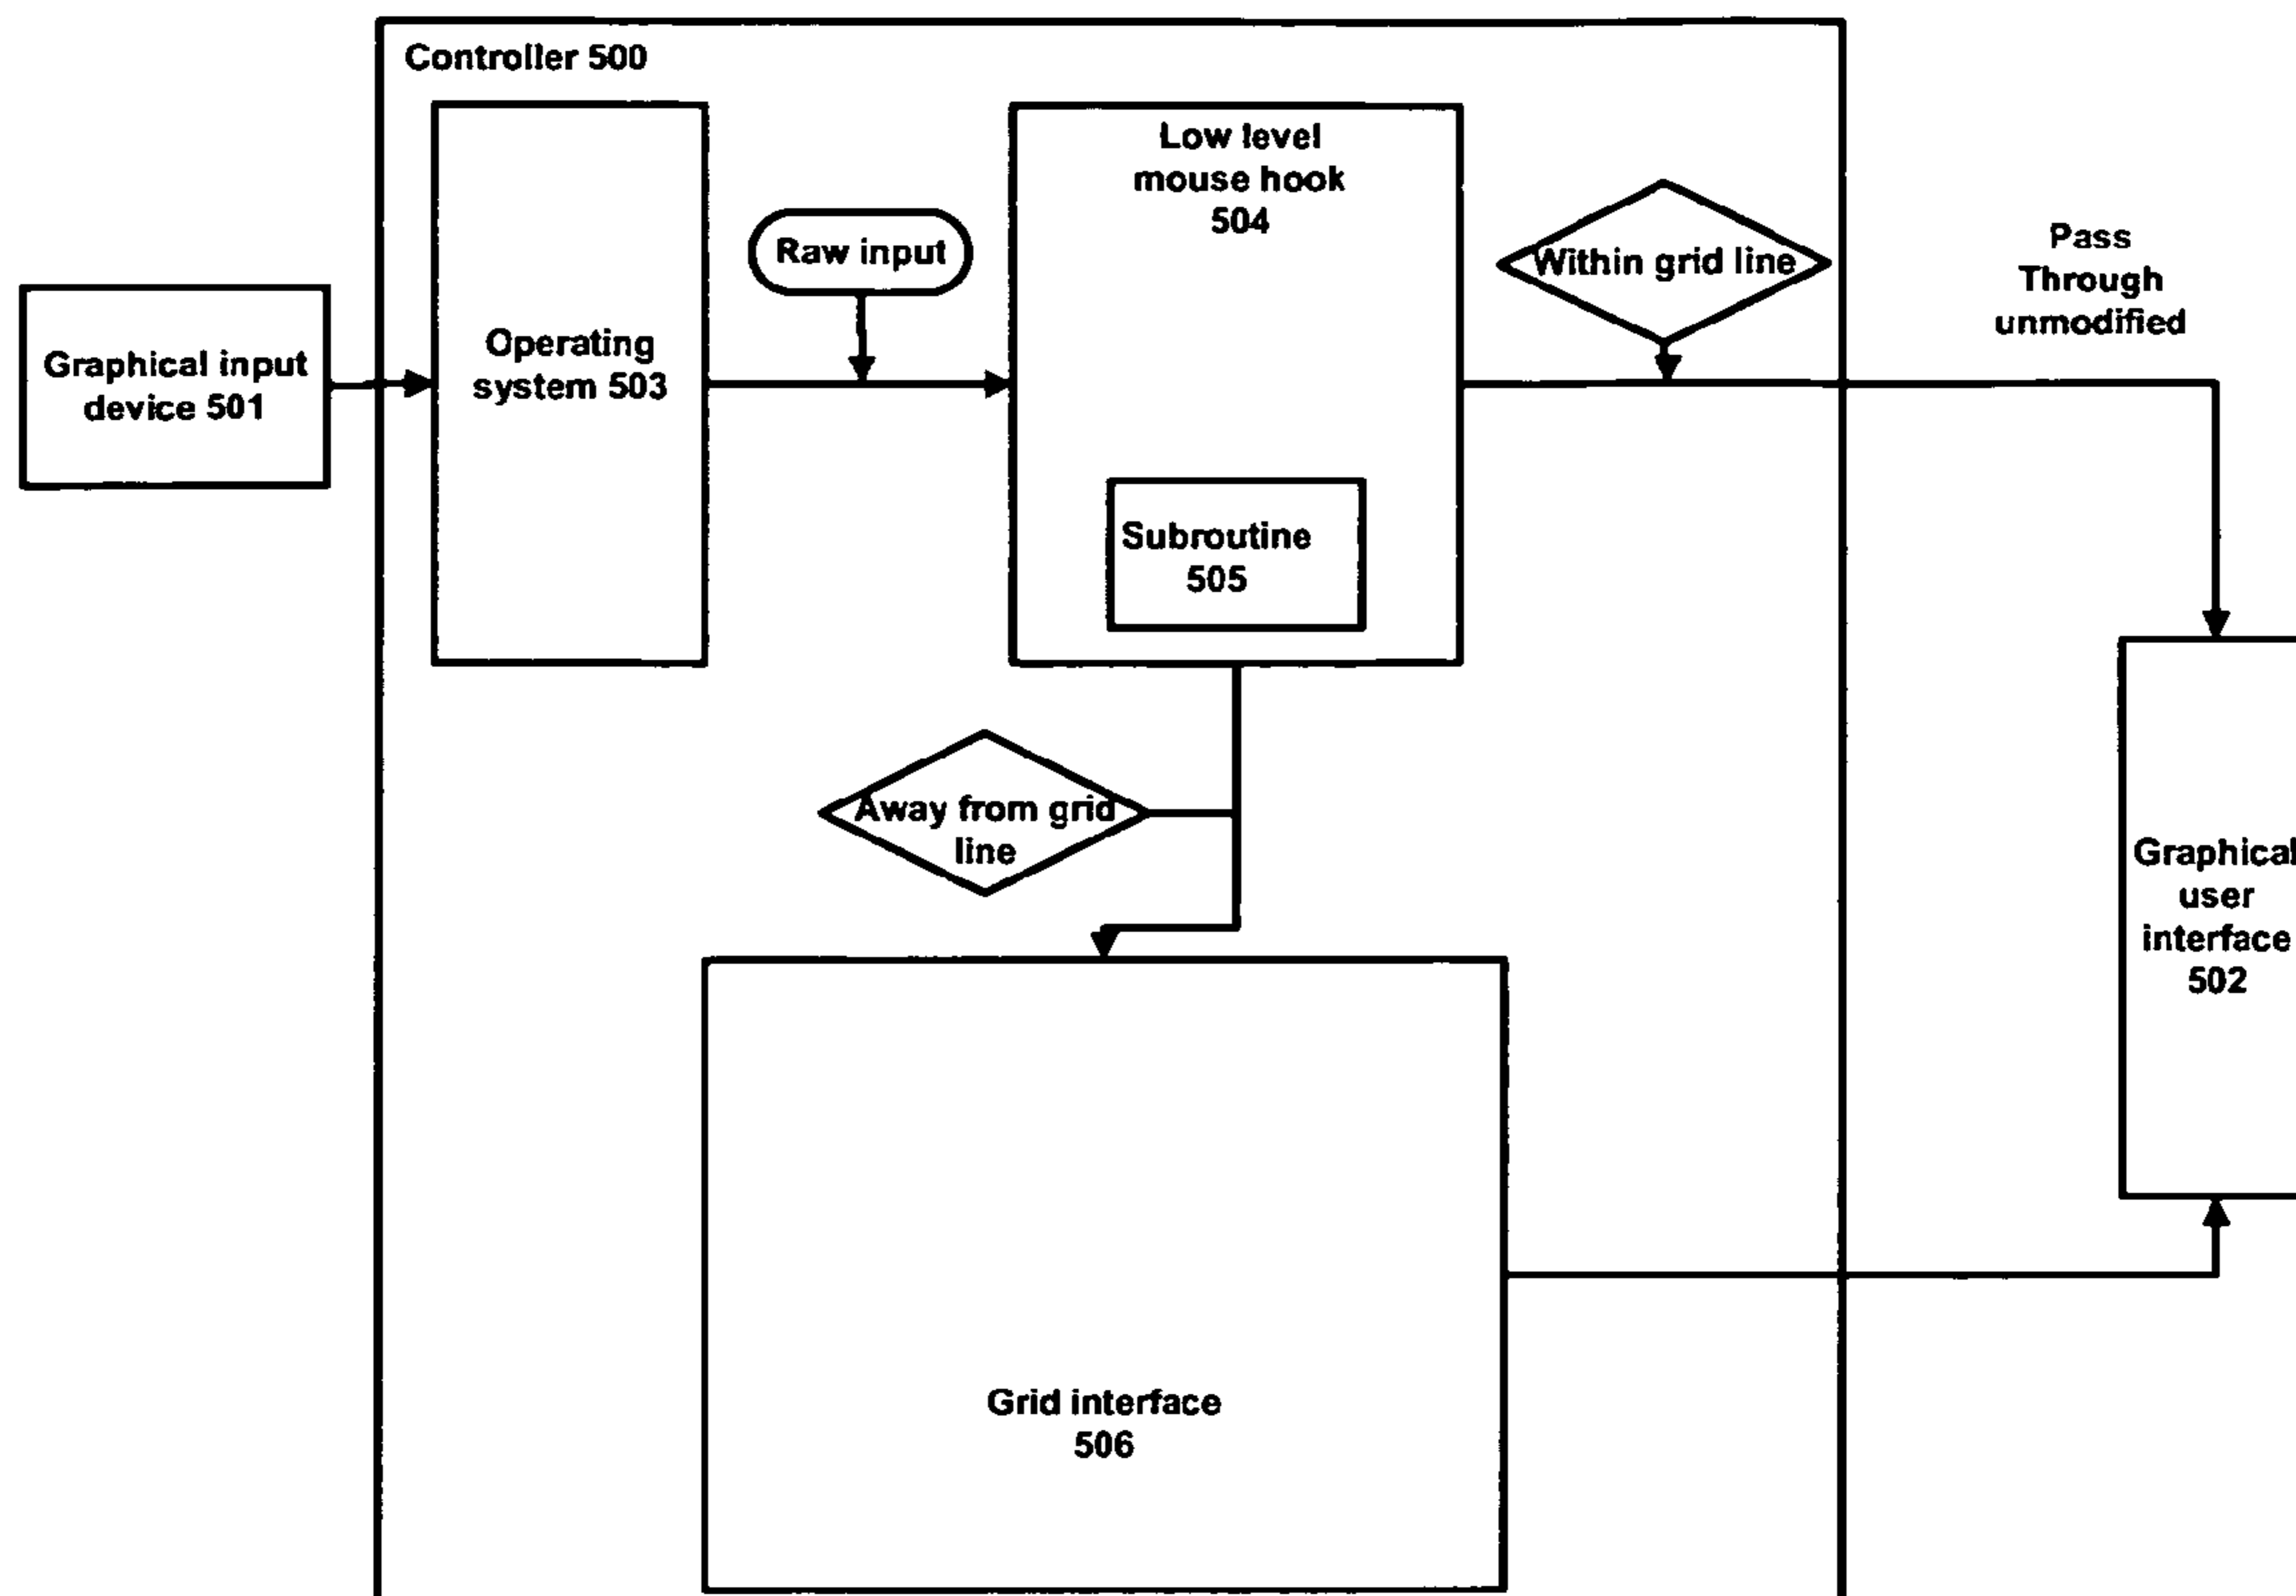 Controller 500
Graphical input
device 501
Operating
system 503
Raw input
Low level
mouse hook
504
Subroutine
505
Within grid line
Pass
Through
unmodified
Away from grid
line
Graphical
user
interface
502
Grid interface
506